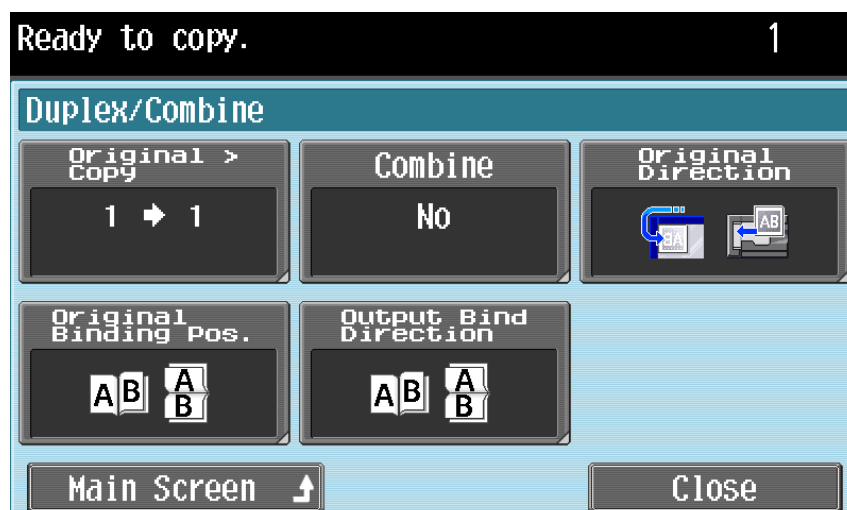 Ready to copy. 1
Duplex/Combine
Original >
Copy
1 → 1
Combine
No
Original
Direction
AB
AB
Original
Binding Pos.
AB
A
B
Output Bind
Direction
AB
A
B
Main Screen
Close